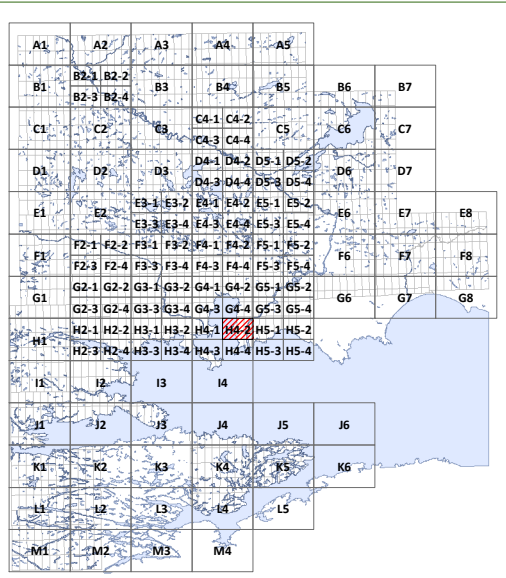 A1 A2 A3 A4 A5
B2-1 B2-2
B1 B3 B4 B5 B6 B7
B2-3 B2-4
C4-1 C4-2
C1 C2 C3 C5 C6 C7
C4-3 C4-4
D4-1 D4-2 D5-1 D5-2
D1 D2 D3 D6 D7
D4-3 D4-4 D5-3 D5-4
E3-1 E3-2 E4-1 E4-2 E5-1 E5-2
E1 E2 E6 E7 E8
E3-3 E3-4 E4-3 E4-4 E5-3 E5-4
F2-1 F2-2 F3-1 F3-2 F4-1 F4-2 F5-1 F5-2
F1 F6 F7 F8
F2-3 F2-4 F3-3 F3-4 F4-3 F4-4 F5-3 F5-4
G2-1 G2-2 G3-1 G3-2 G4-1 G4-2 G5-1 G5-2
G1 G6 G7 G8
G2-3 G2-4 G3-3 G3-4 G4-3 G4-4 G5-3 G5-4
H2-1 H2-2 H3-1 H3-2 H4-1 H4-2 H5-1 H5-2
H1
H2-3 H2-4 H3-3 H3-4 H4-3 H4-4 H5-3 H5-4
I1 I2 I3 I4
J1 J2 J3 J4 J5 J6
K1 K2 K3 K4 K5 K6
L1 L2 L3 L4 L5
M1 M2 M3 M4